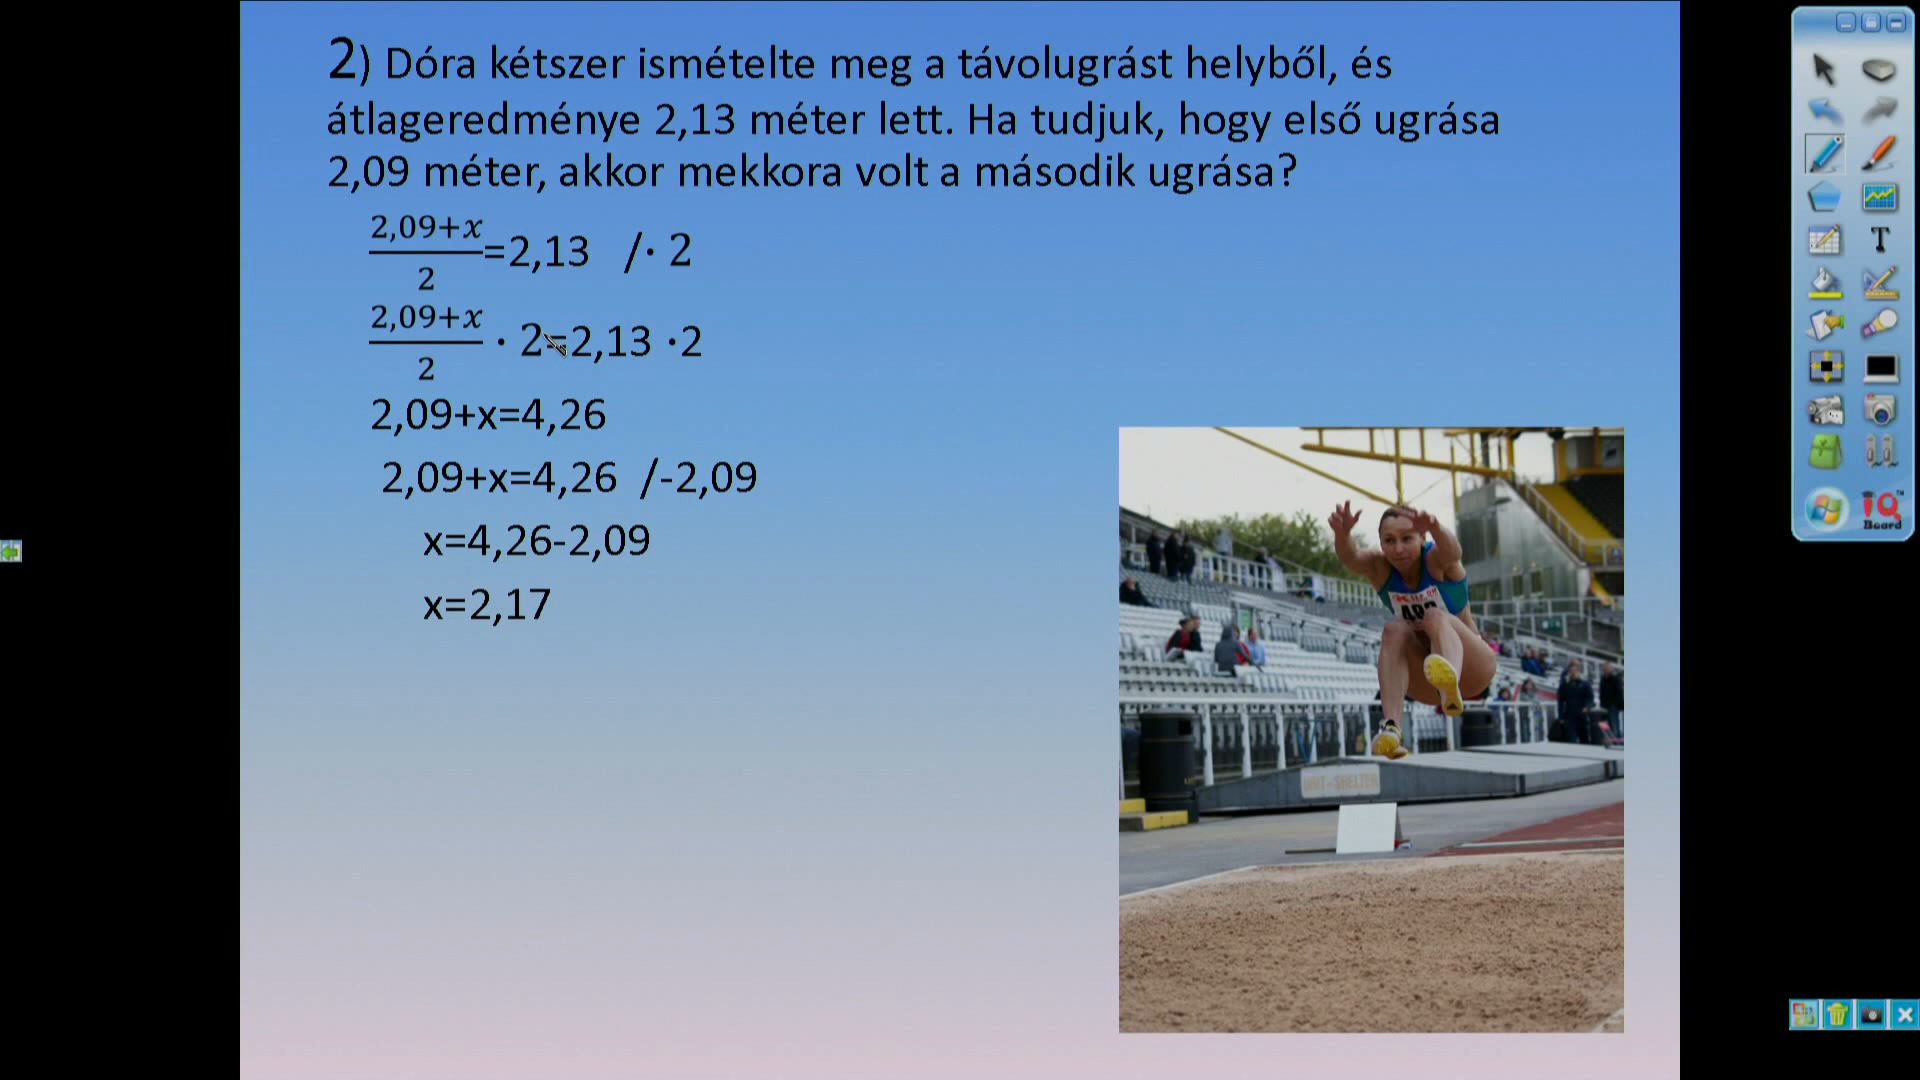 2) Dóra kétszer ismételte meg a távolugrást helyből, és
átlageredménye 2,13 méter lett. Ha tudjuk, hogy első ugrása
2,09 méter, akkor mekkora volt a második ugrása?
2,09+x
=2,13 /· 2
2
2,09+x
· 2=2,13 ·2
2
2,09+x=4,26
2,09+x=4,26 /-2,09
x=4,26-2,09
x=2,17
T
IQ
Board